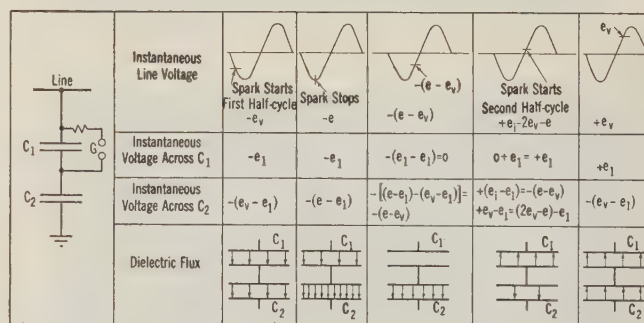 Line
C₁
G
C₂
Instantaneous
Line Voltage
Spark Starts
First Half-cycle
-eᵥ
Spark Stops
-e
-(e - eᵥ)
-(e - eᵥ)
Spark Starts
Second Half-cycle
+eᵢ-2eᵥ-e
eᵥ
+eᵥ
Instantaneous
Voltage Across C₁
-e₁
-e₁
-(e₁ - e₁)=0
0+e₁ = +e₁
+e₁
Instantaneous
Voltage Across C₂
-(eᵥ - e₁)
-(e - e₁)
-[(e-e₁)-(eᵥ-e₁)]=
-(e-eᵥ)
+(eᵢ-e₁)=-(e-eᵥ)
+eᵥ-e₁=(2eᵥ-e)-e₁
-(eᵥ - e₁)
Dielectric Flux
C₁
C₂
C₁
C₂
C₁
C₂
C₁
C₂
C₁
C₂